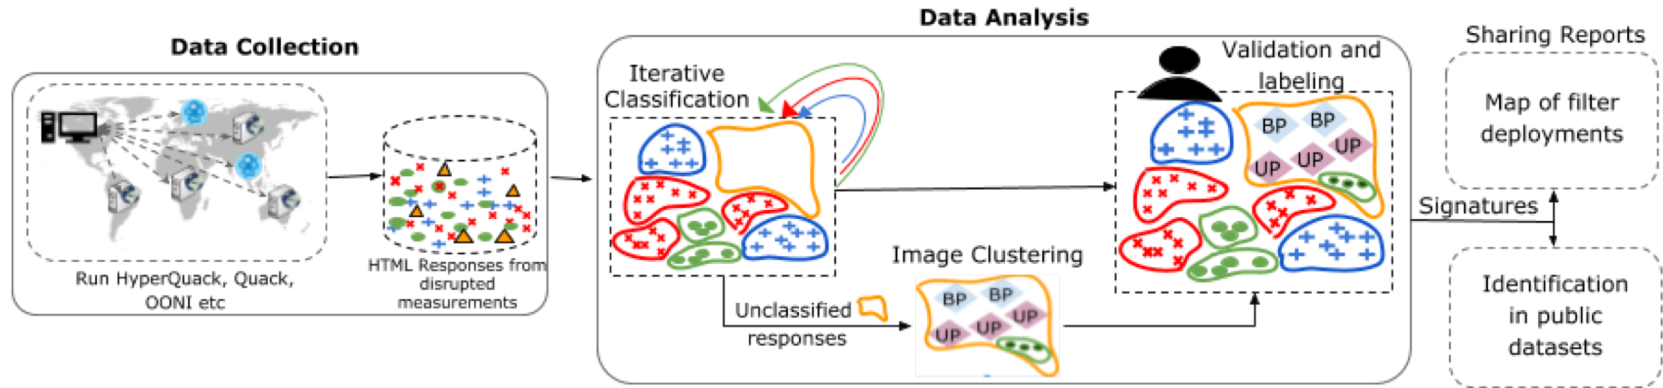 Data Collection
Run HyperQuack, Quack,
OONI etc
HTML Responses from
disrupted
measurements
Data Analysis
Iterative
Classification
Unclassified
responses
Image Clustering
BP
BP
UP
UP
UP
Validation and
labeling
BP
BP
UP
UP
UP
Signatures
Sharing Reports
Map of filter
deployments
Identification
in public
datasets